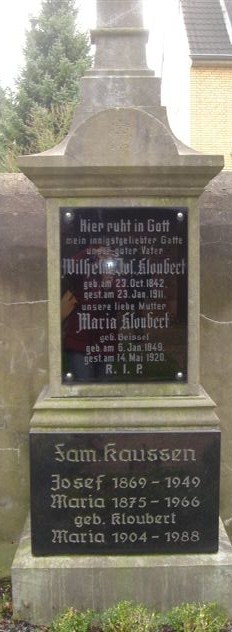 Hier ruht in Gott
mein innigstgeliebter Gatte
unser guter Vater
Wilhelm Jos. Kloubert
geb. am 23. Oct. 1842,
gest. am 23. Jan. 1911.
unsere liebe Mutter
Maria Kloubert
geb. Beissel
geb. am 6. Jan. 1849,
gest. am 14. Mai 1920.
R. I. P.
Fam. Kaussen
Josef 1869 - 1949
Maria 1875 - 1966
geb. Kloubert
Maria 1904 - 1988